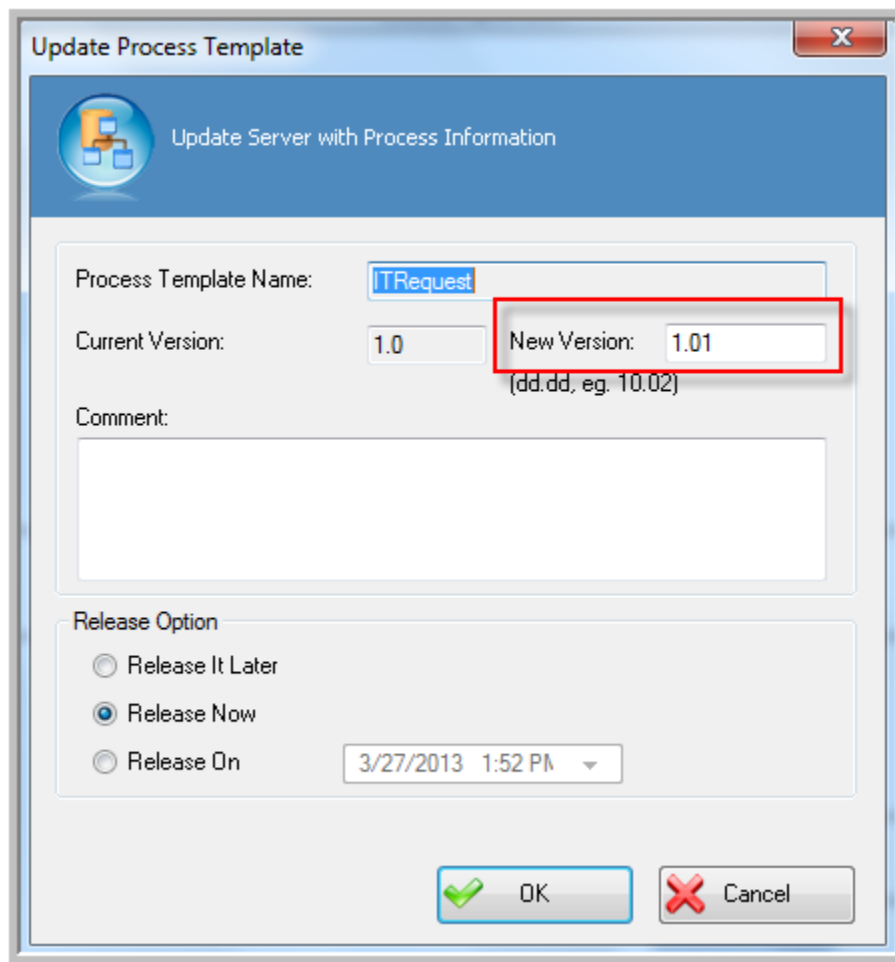 Update Process Template
Update Server with Process Information
Process Template Name: ITRequest
Current Version: 1.0 New Version: 1.01
(dd.dd, eg. 10.02)
Comment:
Release Option
Release It Later
Release Now
Release On 3/27/2013 1:52 PM
OK Cancel